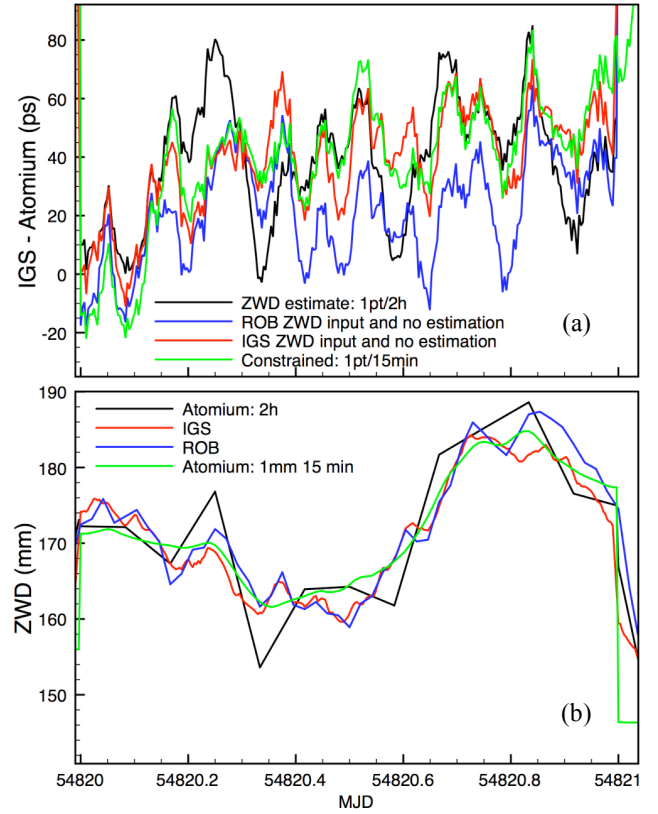 80
60
40
20
0
-20
IGS - Atomium (ps)
ZWD estimate: 1pt/2h
ROB ZWD input and no estimation
IGS ZWD input and no estimation
Constrained: 1pt/15min
(a)
190
180
170
160
150
ZWD (mm)
Atomium: 2h
IGS
ROB
Atomium: 1mm 15 min
(b)
54820 54820.2 54820.4 54820.6 54820.8 54821
MJD